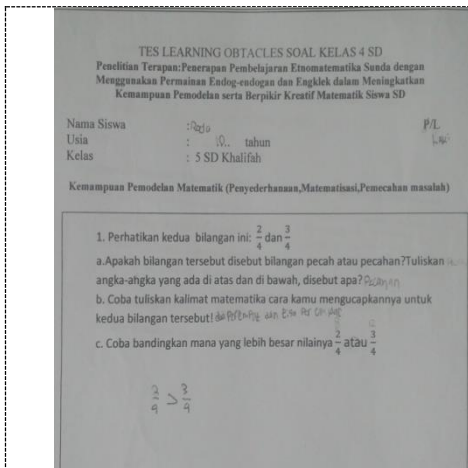 TES LEARNING OBTACLES SOAL KELAS 4 SD
Penelitian Terapan:Penerapan Pembelajaran Etnomatematika Sunda dengan
Menggunakan Permainan Endog-endogan dan Engklek dalam Meningkatkan
Kemampuan Pemodelan serta Berpikir Kreatif Matematik Siswa SD
Nama Siswa : P/L
Usia : 10.. tahun
Kelas : 5 SD Khalifah
Kemampuan Pemodelan Matematik (Penyederhanaan,Matematisasi,Pemecahan masalah)
1. Perhatikan kedua bilangan ini: 2/4 dan 3/4
a.Apakah bilangan tersebut disebut bilangan pecah atau pecahan?Tuliskan
angka-angka yang ada di atas dan di bawah, disebut apa?
b. Coba tuliskan kalimat matematika cara kamu mengucapkannya untuk
kedua bilangan tersebut!
c. Coba bandingkan mana yang lebih besar nilainya 2/4 atau 3/4
> 3/4